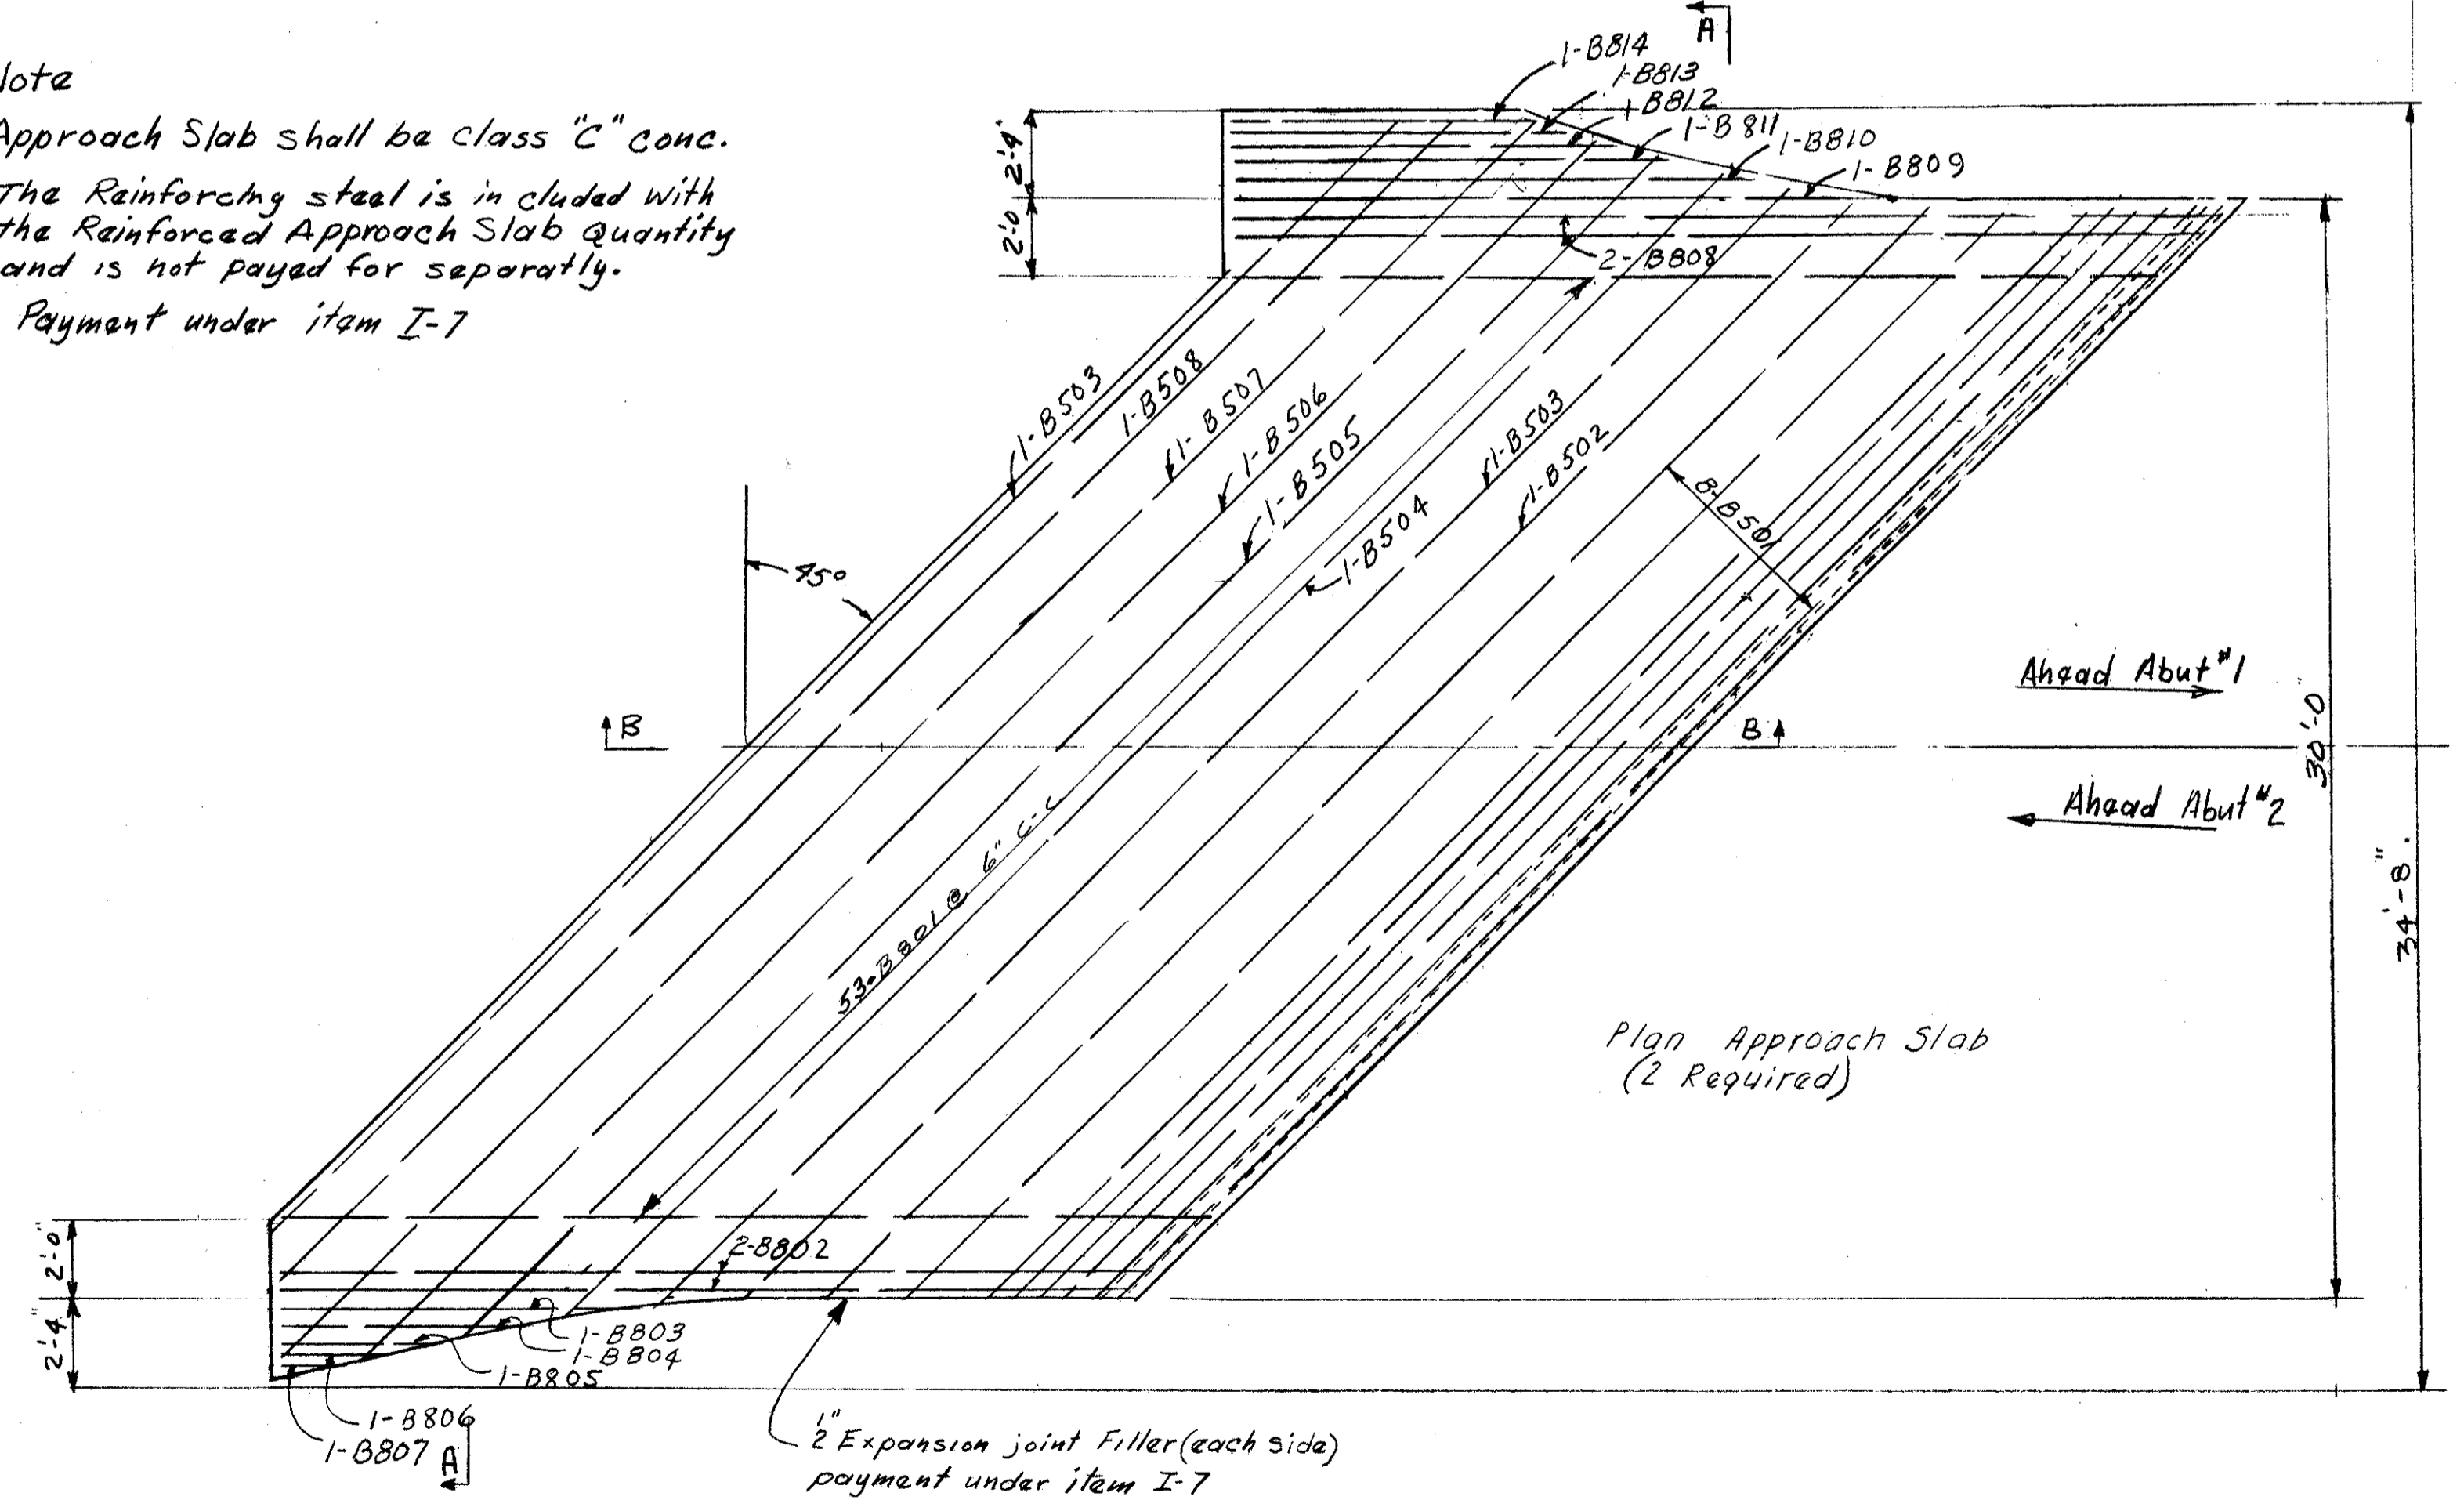 Note
Approach Slab shall be class "C" conc.
The Reinforcing steel is in cluded with
the Reinforced Approach Slab Quantity
and is not payed for separatly.
Payment under item I-7
A
1-B814
1-B813
1-B812
1-B811
1-B810
1-B809
2'-4"
2'-0
2-B808
1-B503
1-B508
1-B507
1-B506
1-B505
1-B504
1-B503
1-B502
8-B501
45°
B
B
Ahead Abut #1
Ahead Abut #2
30'-0
34'-8"
53-B801 @ 6" C-C
Plan Approach Slab
(2 Required)
2'-0"
2'-4"
2-B802
1-B803
1-B804
1-B805
1-B806
1-B807
A
1"
2 Expansion joint Filler (each side)
payment under item I-7